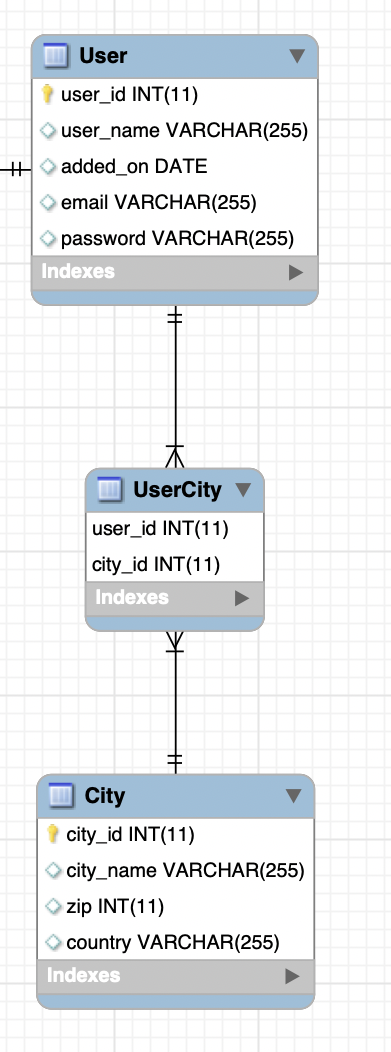 User
user_id INT(11)
user_name VARCHAR(255)
added_on DATE
email VARCHAR(255)
password VARCHAR(255)
Indexes
UserCity
user_id INT(11)
city_id INT(11)
Indexes
City
city_id INT(11)
city_name VARCHAR(255)
zip INT(11)
country VARCHAR(255)
Indexes